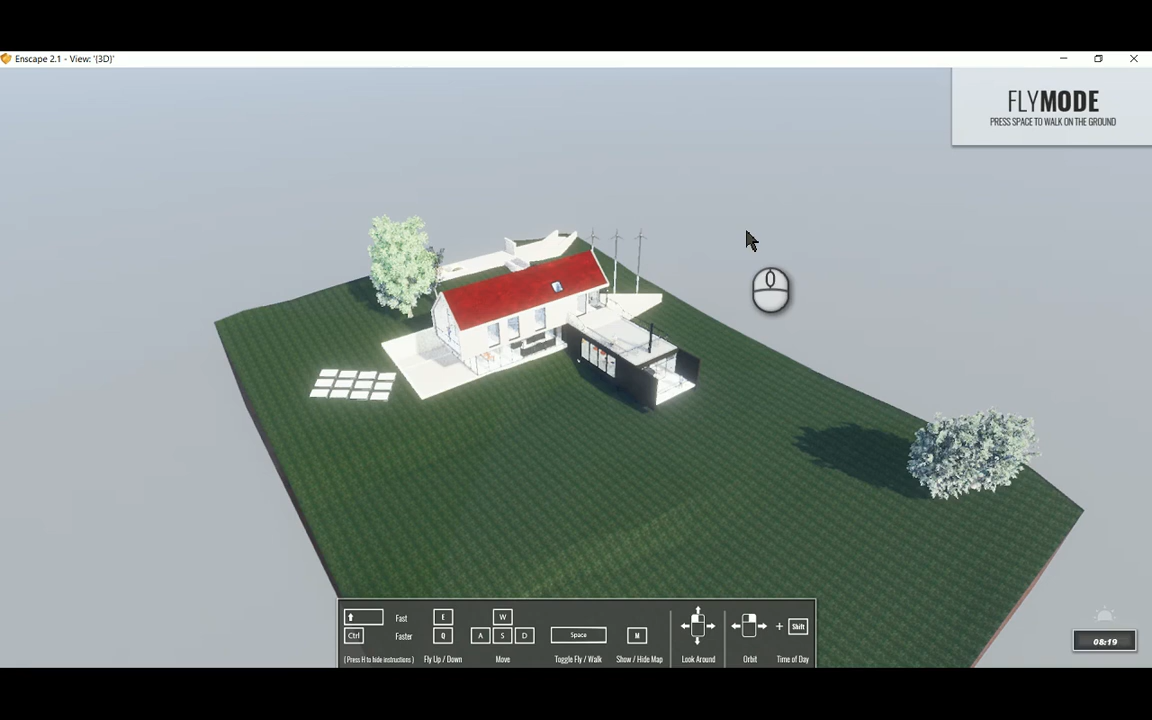 Enscape 2.1 - View: '{3D}'
FLYMODE
PRESS SPACE TO WALK ON THE GROUND
Fast
E
W
Ctrl
Faster
Q
A
S
D
Space
M
+
Shift
( Press H to hide instructions )
Fly Up / Down
Move
Toggle Fly / Walk
Show / Hide Map
Look Around
Orbit
Time of Day
08:19